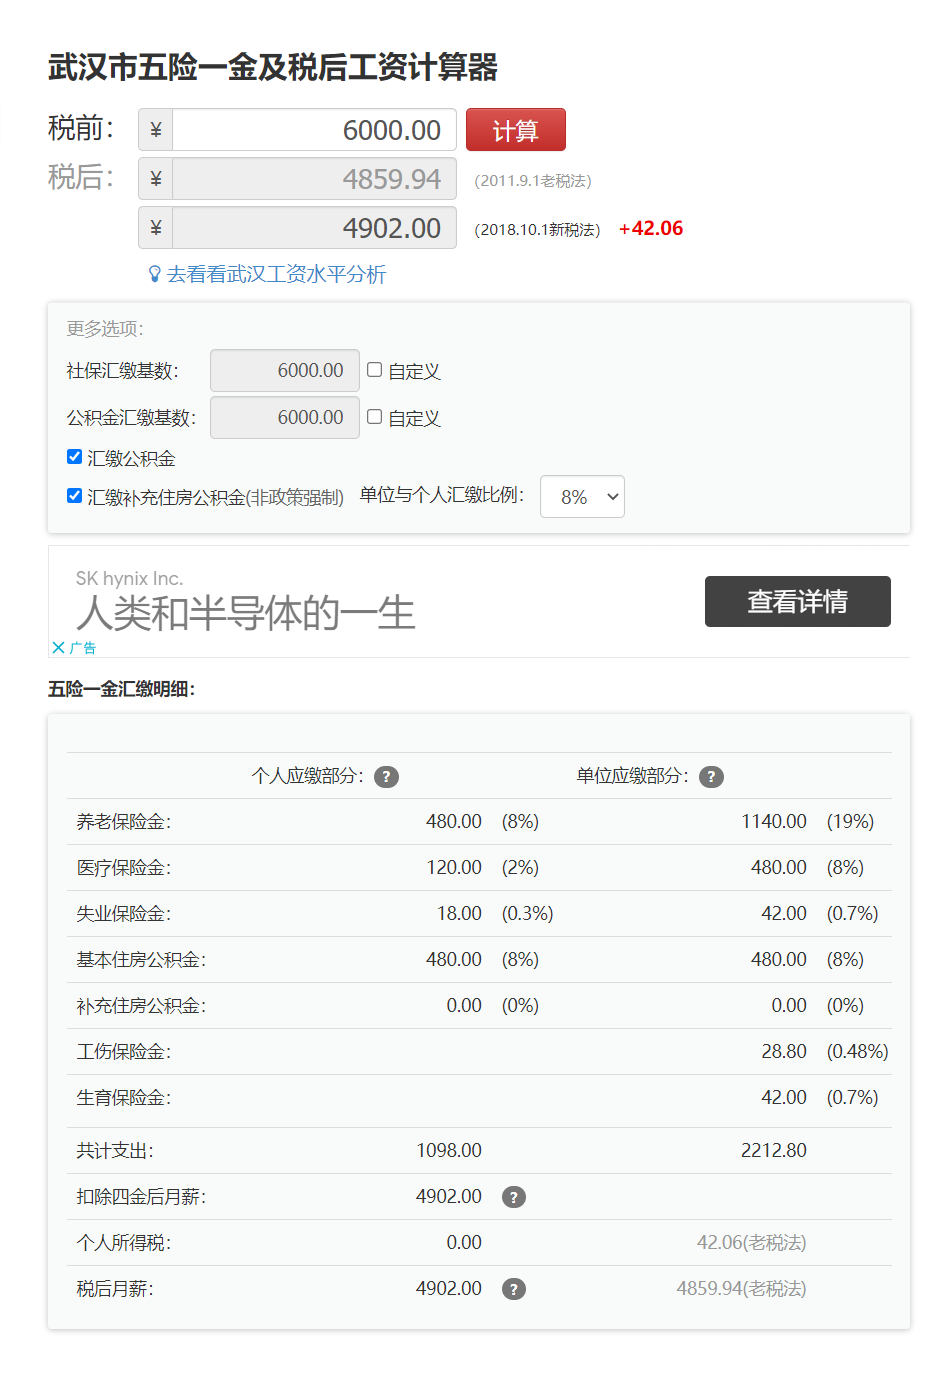 武汉市五险一金及税后工资计算器
税前： ¥ 6000.00 计算
税后： ¥ 4859.94 (2011.9.1老税法)
¥ 4902.00 (2018.10.1新税法) +42.06
去看看武汉工资水平分析
更多选项：
社保汇缴基数： 6000.00 自定义
公积金汇缴基数： 6000.00 自定义
汇缴公积金
汇缴补充住房公积金(非政策强制) 单位与个人汇缴比例： 8%
SK hynix Inc.
人类和半导体的一生
查看详情
广告
五险一金汇缴明细：
个人应缴部分： ? 单位应缴部分： ?
养老保险金： 480.00 (8%) 1140.00 (19%)
医疗保险金： 120.00 (2%) 480.00 (8%)
失业保险金： 18.00 (0.3%) 42.00 (0.7%)
基本住房公积金： 480.00 (8%) 480.00 (8%)
补充住房公积金： 0.00 (0%) 0.00 (0%)
工伤保险金： 28.80 (0.48%)
生育保险金： 42.00 (0.7%)
共计支出： 1098.00 2212.80
扣除四金后月薪： 4902.00 ?
个人所得税： 0.00 42.06(老税法)
税后月薪： 4902.00 ? 4859.94(老税法)